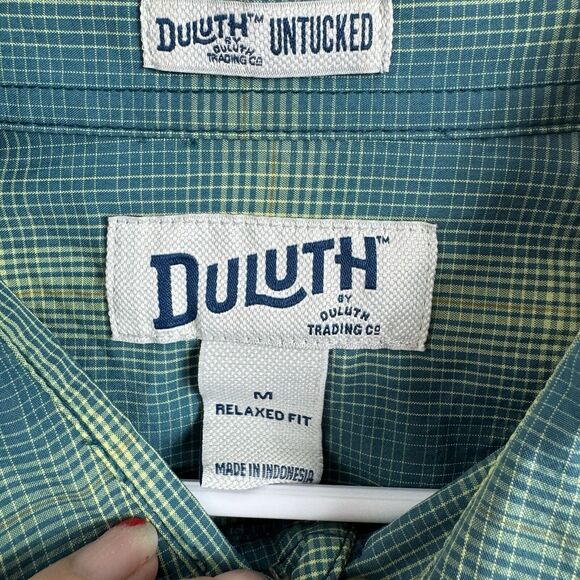 DULUTH™ UNTUCKED
BY
DULUTH
TRADING Co
DULUTH™
BY
DULUTH
TRADING Co
M
RELAXED FIT
MADE IN INDONESIA